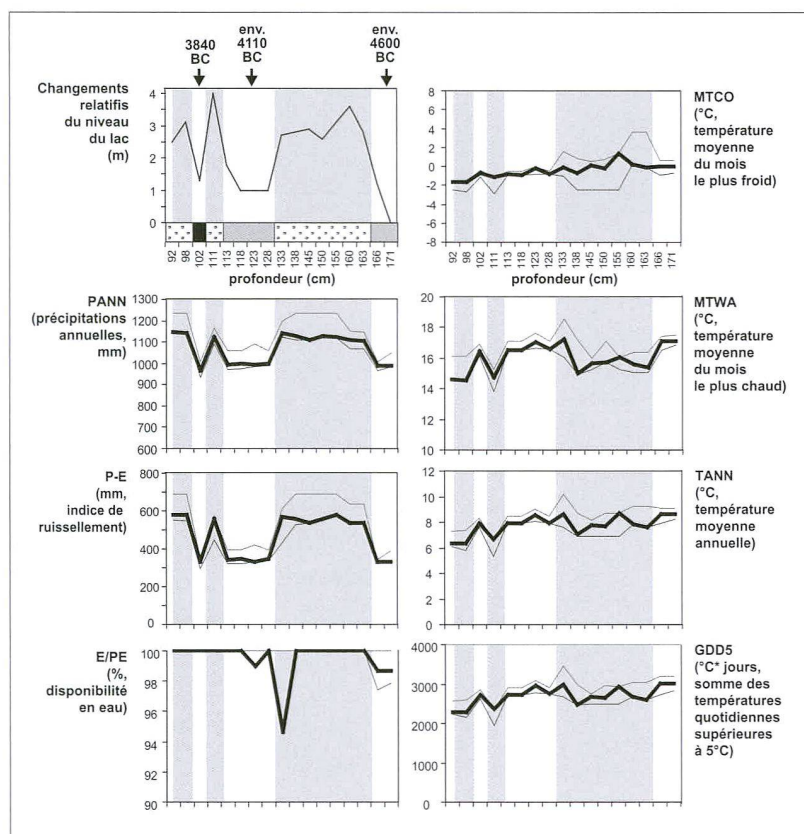 3840
BC
env.
4110
BC
env.
4600
BC
Changements
relatifs
du niveau
du lac
(m)
4
3
2
1
0
92
98
102
111
113
118
123
128
133
138
145
150
155
160
163
166
171
profondeur (cm)
8
6
4
2
0
-2
-4
-6
-8
92
98
102
111
113
118
123
128
133
138
145
150
155
160
163
166
171
profondeur (cm)
MTCO
(°C,
température
moyenne
du mois
le plus froid)
PANN
(précipitations
annuelles,
mm)
1300
1200
1100
1000
900
800
700
600
20
18
16
14
12
10
MTWA
(°C,
température
moyenne
du mois
le plus chaud)
P-E
(mm,
indice de
ruissellement)
800
600
400
200
0
12
10
8
6
4
2
0
TANN
(°C,
température
moyenne
annuelle)
E/PE
(%,
disponibilité
en eau)
100
98
96
94
92
90
4000
3000
2000
1000
0
GDD5
(°C* jours,
somme des
températures
quotidiennes
supérieures
à 5°C)